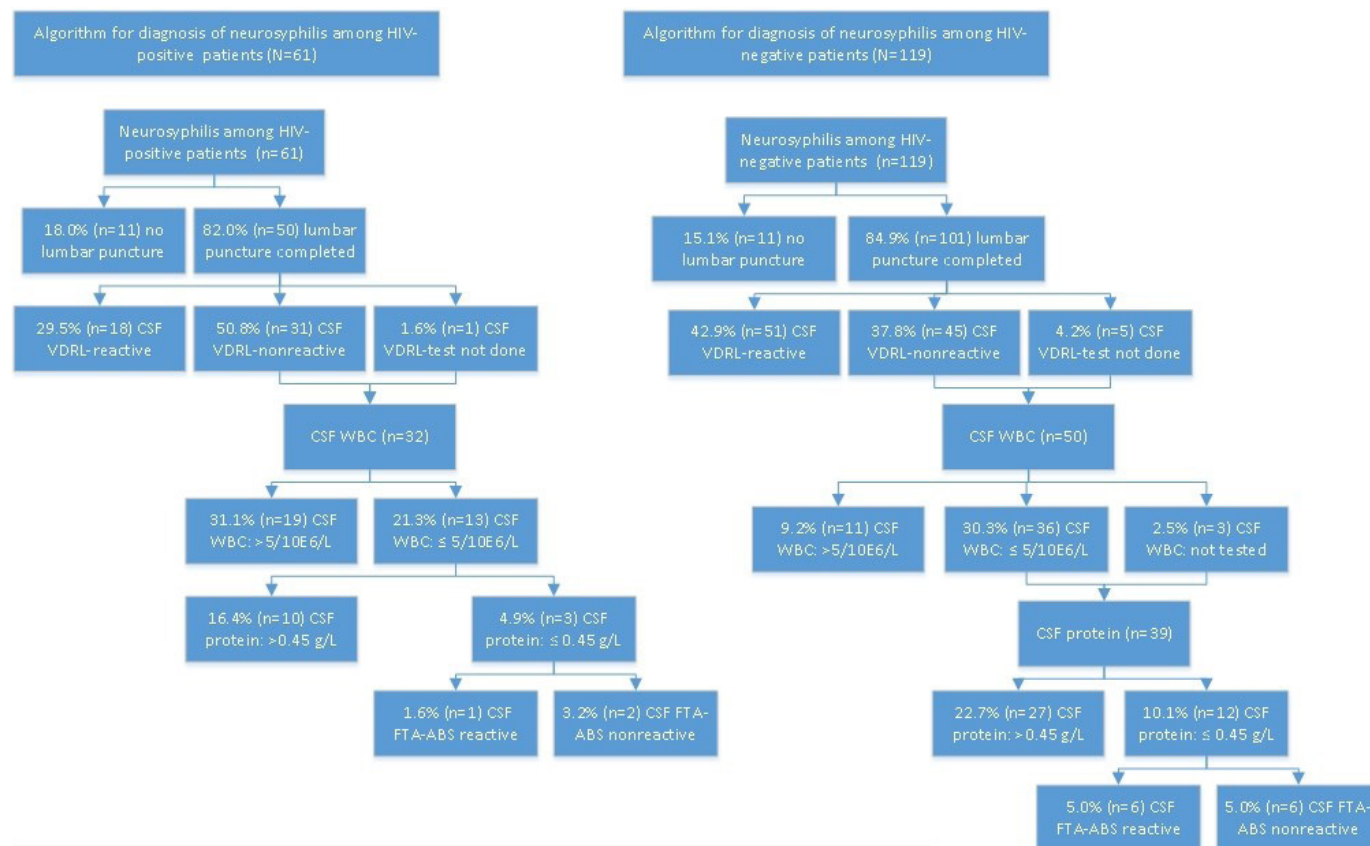 Algorithm for diagnosis of neurosyphilis among HIV-
positive patients (N=61)
Neurosyphilis among HIV-
positive patients (n=61)
18.0% (n=11) no
lumbar puncture
82.0% (n=50) lumbar
puncture completed
29.5% (n=18) CSF
VDRL-reactive
50.8% (n=31) CSF
VDRL-nonreactive
1.6% (n=1) CSF
VDRL-test not done
CSF WBC (n=32)
31.1% (n=19) CSF
WBC: >5/10E6/L
21.3% (n=13) CSF
WBC: ≤ 5/10E6/L
16.4% (n=10) CSF
protein: >0.45 g/L
4.9% (n=3) CSF
protein: ≤ 0.45 g/L
1.6% (n=1) CSF
FTA-ABS reactive
3.2% (n=2) CSF FTA-
ABS nonreactive
Algorithm for diagnosis of neurosyphilis among HIV-
negative patients (N=119)
Neurosyphilis among HIV-
negative patients (n=119)
15.1% (n=11) no
lumbar puncture
84.9% (n=101) lumbar
puncture completed
42.9% (n=51) CSF
VDRL-reactive
37.8% (n=45) CSF
VDRL-nonreactive
4.2% (n=5) CSF
VDRL-test not done
CSF WBC (n=50)
9.2% (n=11) CSF
WBC: >5/10E6/L
30.3% (n=36) CSF
WBC: ≤ 5/10E6/L
2.5% (n=3) CSF
WBC: not tested
CSF protein (n=39)
22.7% (n=27) CSF
protein: >0.45 g/L
10.1% (n=12) CSF
protein: ≤ 0.45 g/L
5.0% (n=6) CSF
FTA-ABS reactive
5.0% (n=6) CSF FTA-
ABS nonreactive